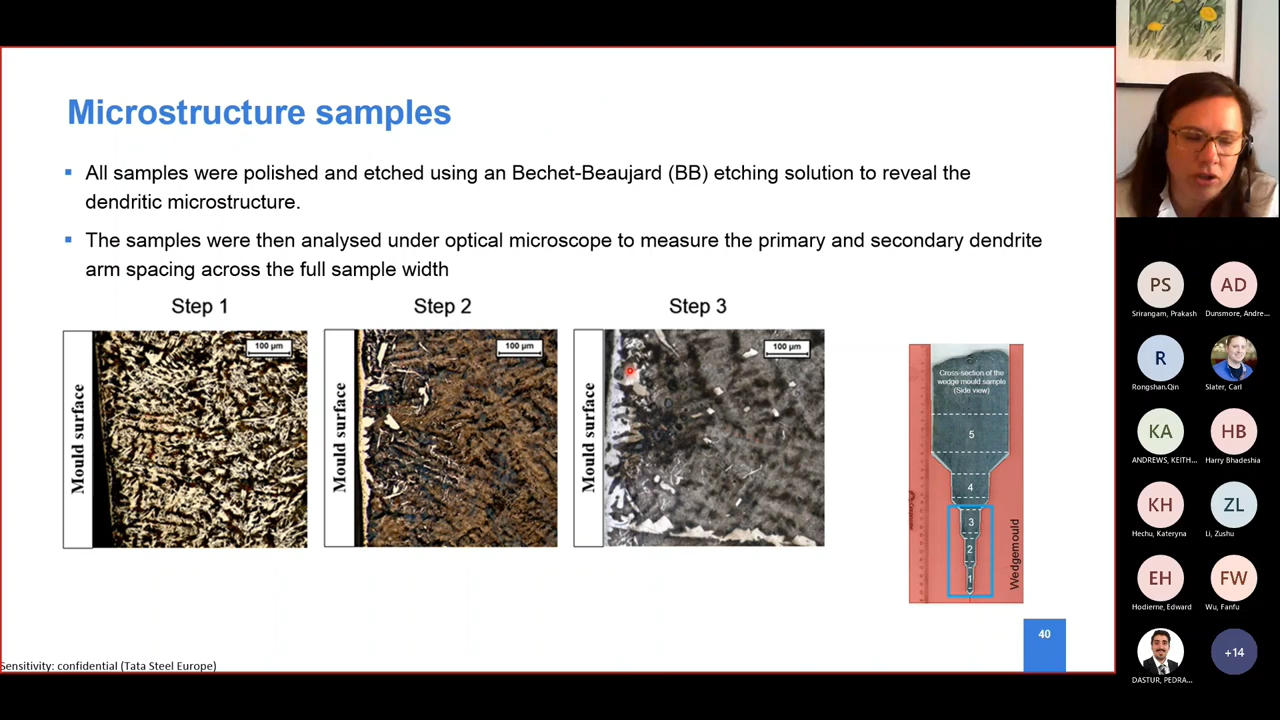 Microstructure samples
All samples were polished and etched using an Bechet-Beaujard (BB) etching solution to reveal the
dendritic microstructure.
The samples were then analysed under optical microscope to measure the primary and secondary dendrite
arm spacing across the full sample width
Step 1
Step 2
Step 3
Mould surface
100 µm
Mould surface
100 µm
Mould surface
100 µm
Cross-section of the
wedge mould sample
(Side view)
5
4
3
2
1
Wedgemould
40
Sensitivity: confidential (Tata Steel Europe)
PS
Srirangam, Prakash
AD
Dunsmore, Andre...
R
Rongshan.Qin
Slater, Carl
KA
ANDREWS, KEITH...
HB
Harry Bhadeshia
KH
Hechu, Kateryna
ZL
Li, Zushu
EH
Hodierne, Edward
FW
Wu, Fanfu
DASTUR, PEDRA...
+14